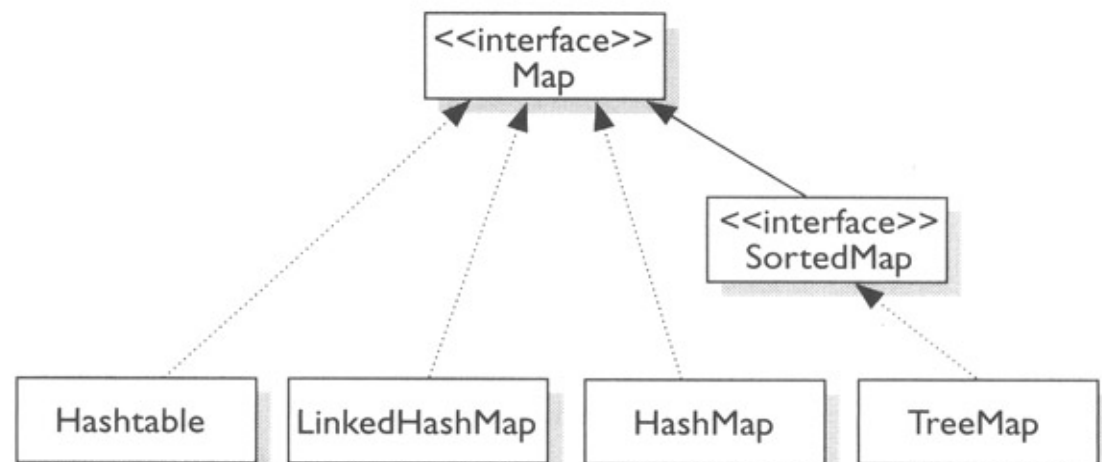 <<interface>>
Map
<<interface>>
SortedMap
Hashtable
LinkedHashMap
HashMap
TreeMap